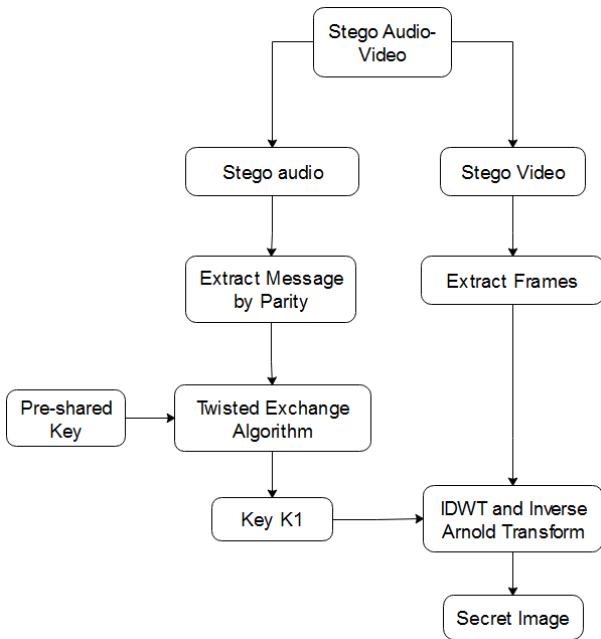 Stego Audio-
Video
Stego audio
Stego Video
Extract Message
by Parity
Extract Frames
Pre-shared
Key
Twisted Exchange
Algorithm
Key K1
IDWT and Inverse
Arnold Transform
Secret Image